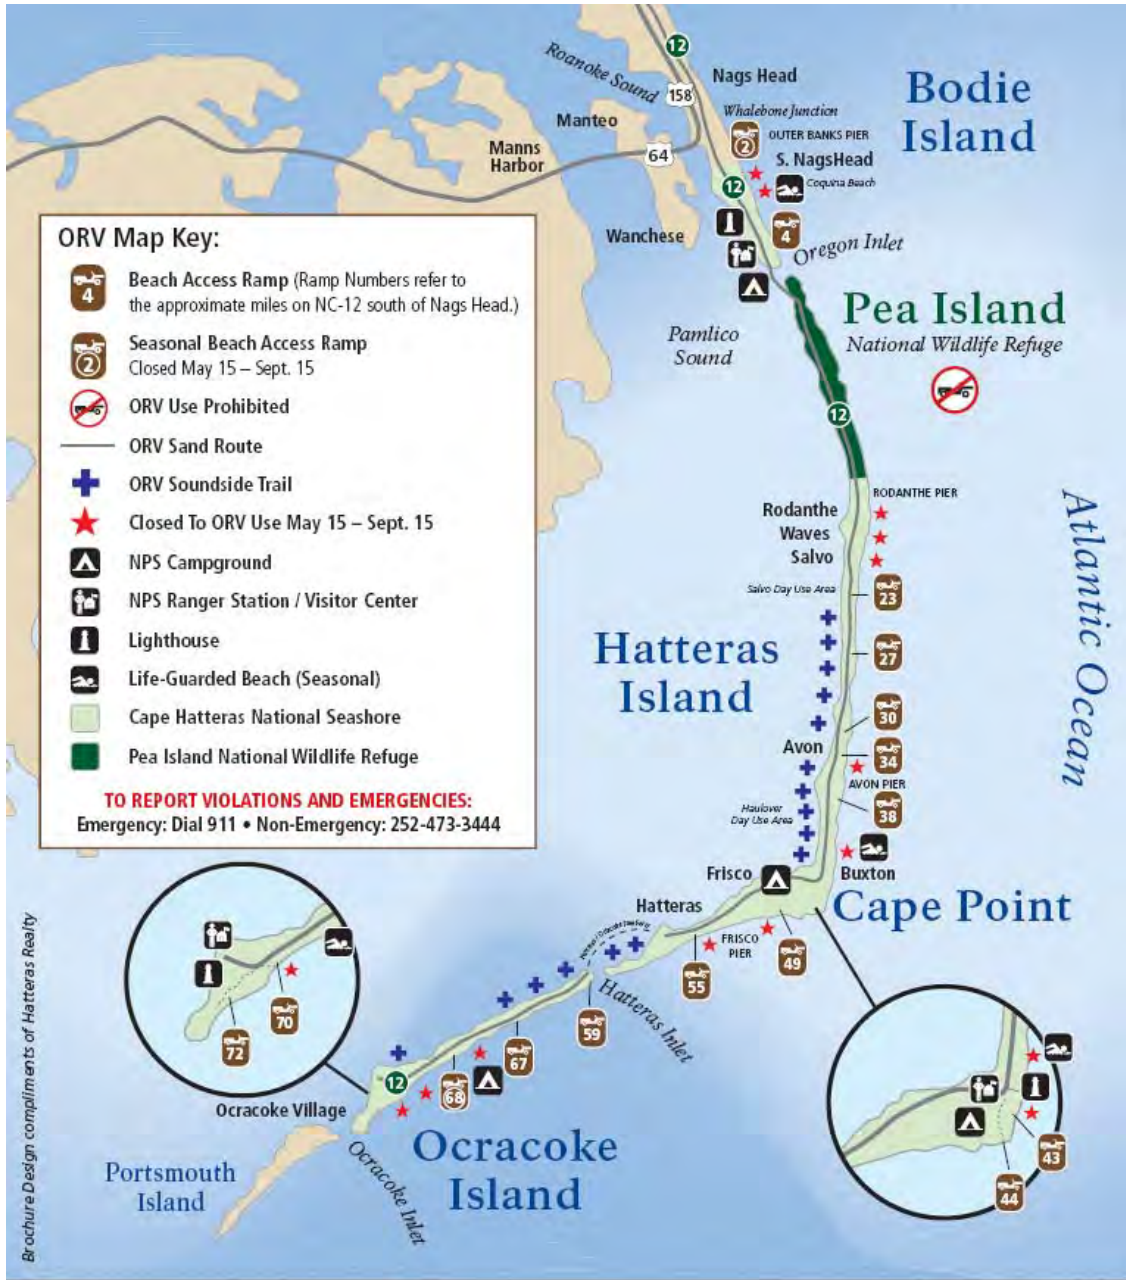 12
Roanoke Sound
158
Nags Head
Bodie
Island
Whalebone Junction
Manteo
2
OUTER BANKS PIER
Manns
Harbor
64
S. NagsHead
12
Coquina Beach
Wanchese
4
Oregon Inlet
ORV Map Key:
4
Beach Access Ramp (Ramp Numbers refer to
the approximate miles on NC-12 south of Nags Head.)
2
Seasonal Beach Access Ramp
Closed May 15 – Sept. 15
ORV Use Prohibited
ORV Sand Route
ORV Soundside Trail
Closed To ORV Use May 15 – Sept. 15
NPS Campground
NPS Ranger Station / Visitor Center
Lighthouse
Life-Guarded Beach (Seasonal)
Cape Hatteras National Seashore
Pea Island National Wildlife Refuge
TO REPORT VIOLATIONS AND EMERGENCIES:
Emergency: Dial 911 • Non-Emergency: 252-473-3444
Pea Island
National Wildlife Refuge
Pamlico
Sound
12
RODANTHE PIER
Rodanthe
Waves
Salvo
Atlantic Ocean
Salvo Day Use Area
23
Hatteras
Island
27
30
Avon
34
AVON PIER
Haulover
Day Use Area
38
Frisco
Buxton
Hatteras
Cape Point
FRISCO
PIER
49
55
Hatteras Inlet
59
70
72
67
12
68
Ocracoke Village
Ocracoke
Island
Portsmouth
Island
Ocracoke Inlet
43
44
Brochure Design compliments of Hatteras Realty